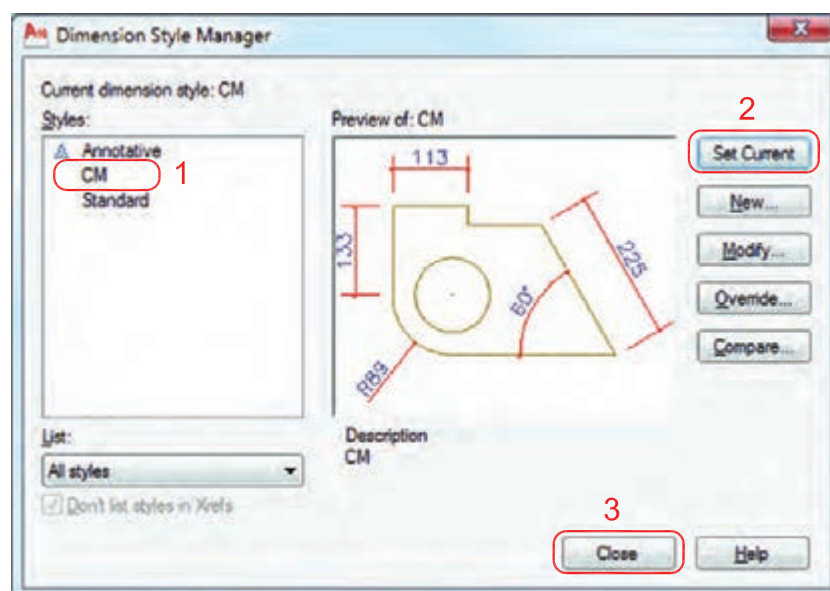 Dimension Style Manager
Current dimension style: CM
Styles:
Annotative
CM
Standard
1
Preview of: CM
113
133
225
60°
R89
2
Set Current
New...
Modify...
Override...
Compare...
List:
All styles
Don't list styles in Xrefs
Description
CM
3
Close
Help